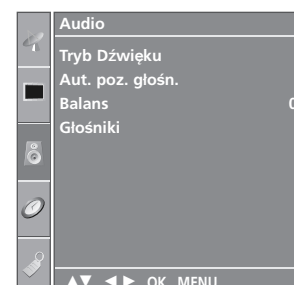 Audio
Tryb Dźwięku
Aut. poz. głośn.
Balans 0
Głośniki
▲▼ ◄► OK MENU